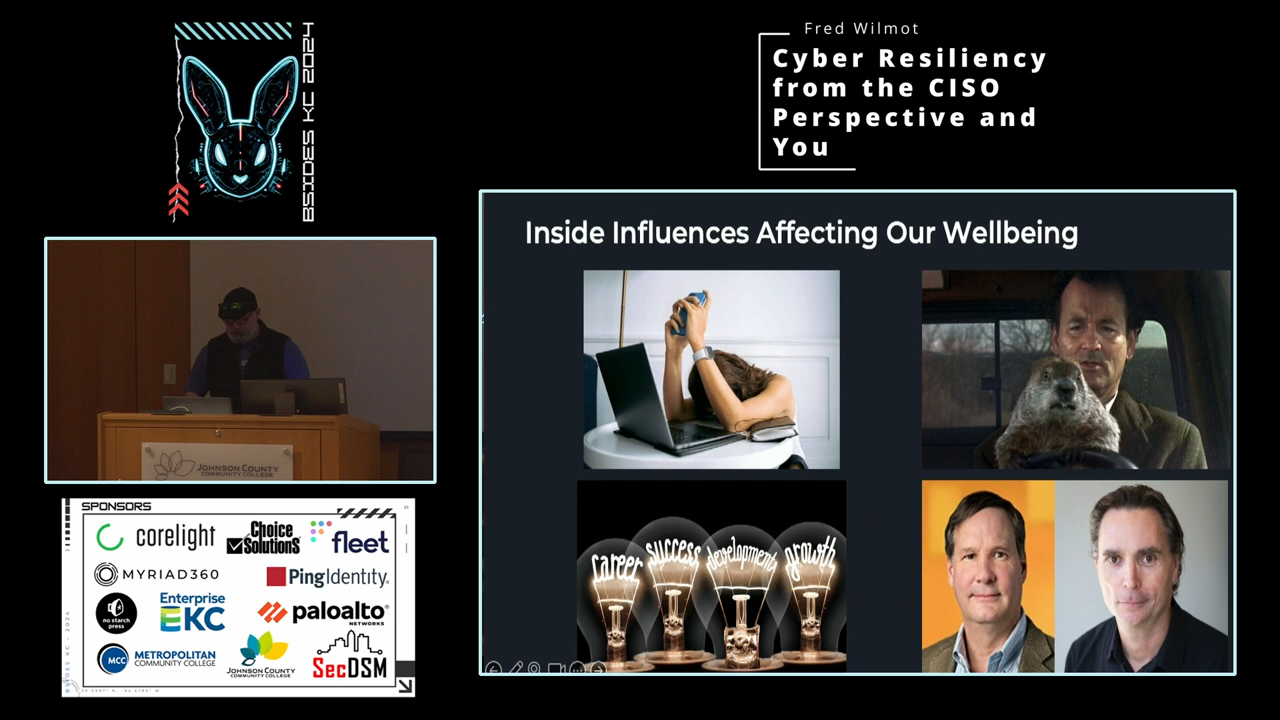 BSIDES KC 2024
Fred Wilmot
Cyber Resiliency
from the CISO
Perspective and
You
Inside Influences Affecting Our Wellbeing
career
success
development
growth
JOHNSON COUNTY
COMMUNITY COLLEGE
SPONSORS
corelight
Choice
Solutions
fleet
MYRIAD360
PingIdentity
no starch
press
Enterprise
KC
paloalto
NETWORKS
MCC
METROPOLITAN
COMMUNITY COLLEGE
JOHNSON COUNTY
COMMUNITY COLLEGE
SecDSM